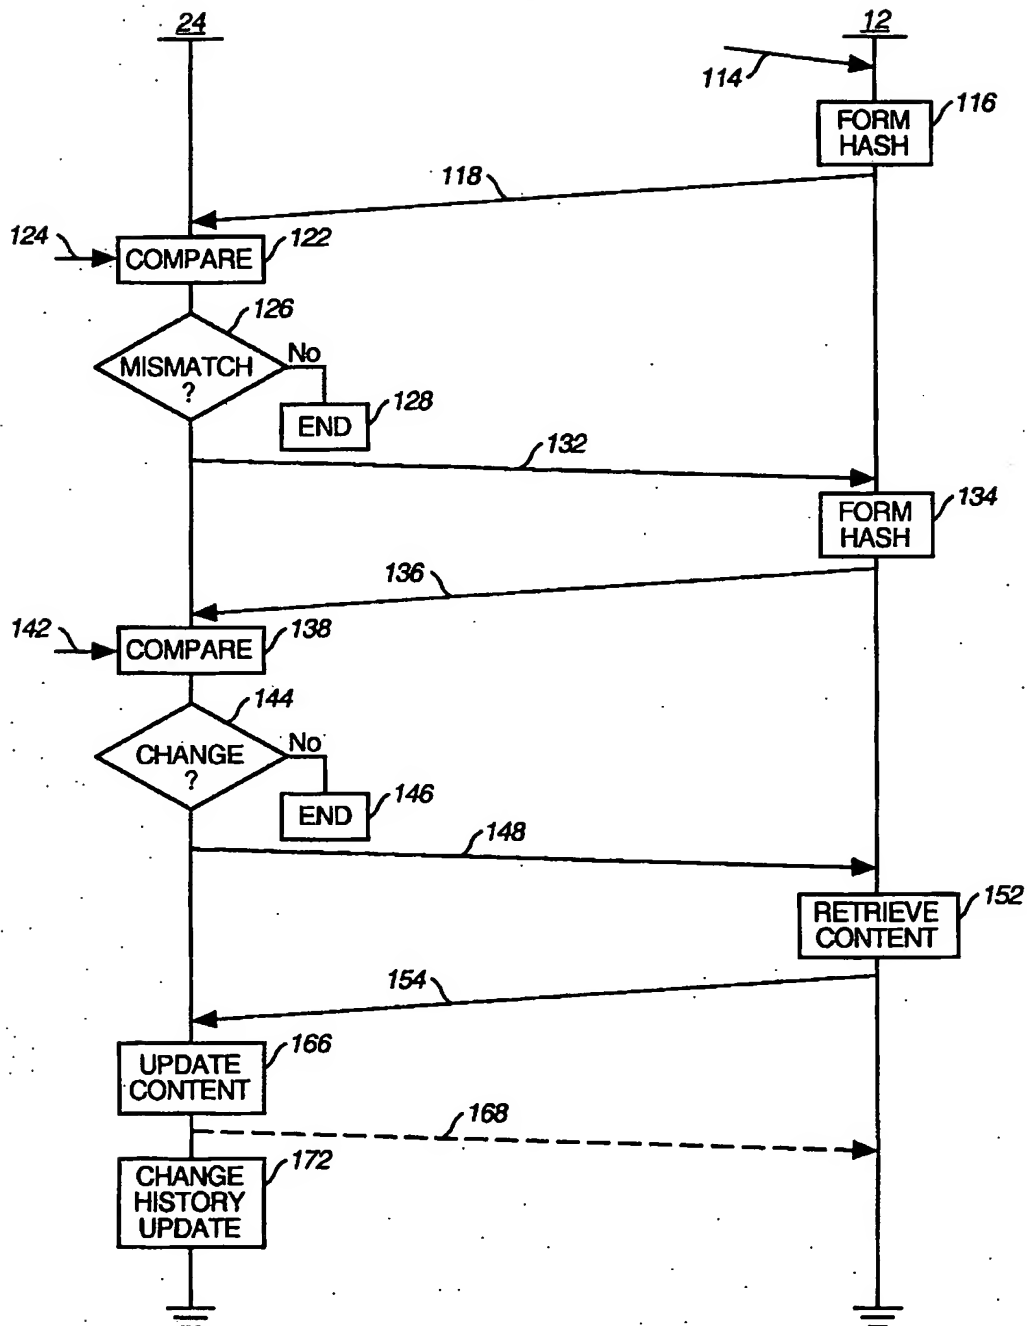 24
12
114
FORM
HASH
116
118
124
COMPARE
122
126
MISMATCH
?
No
END
128
132
FORM
HASH
134
136
142
COMPARE
138
144
CHANGE
?
No
END
146
148
RETRIEVE
CONTENT
152
154
UPDATE
CONTENT
166
168
CHANGE
HISTORY
UPDATE
172